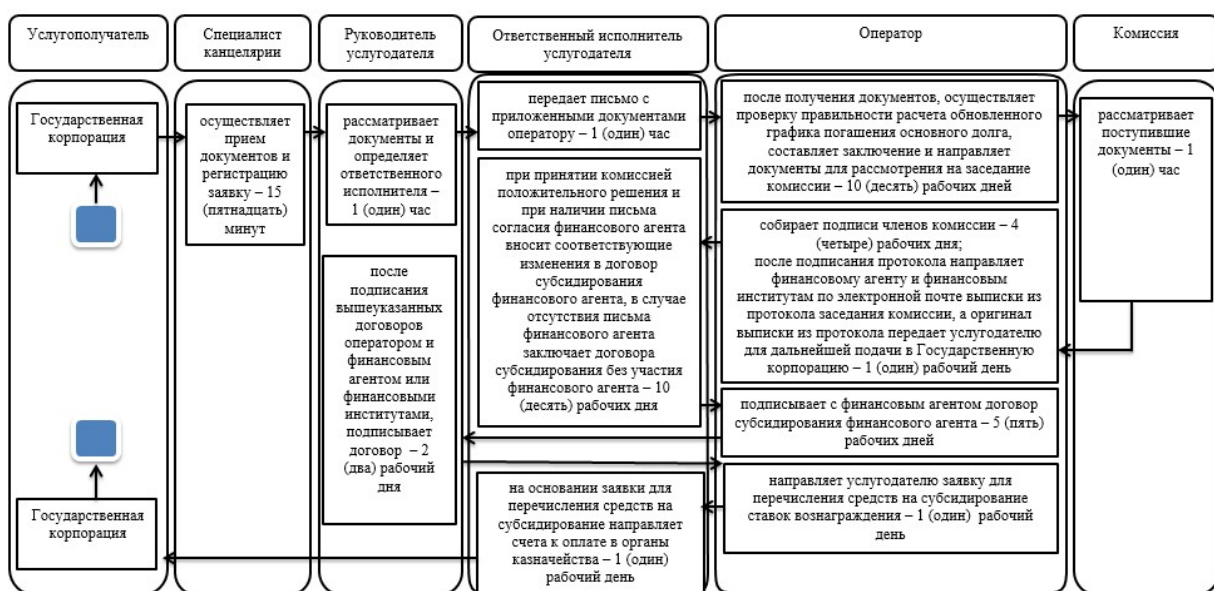 Услугополучатель
Специалист
канцелярии
Руководитель
услугодателя
Ответственный исполнитель
услугодателя
Оператор
Комиссия
Государственная
корпорация
осуществляет
прием
документов и
регистрацию
заявку – 15
(пятнадцать)
минут
рассматривает
документы и
определяет
ответственного
исполнителя –
1 (один) час
передает письмо с
приложенными документами
оператору – 1 (один) час
после получения документов, осуществляет
проверку правильности расчета обновленного
графика погашения основного долга,
составляет заключение и направляет
документы для рассмотрения на заседание
комиссии – 10 (десять) рабочих дней
рассматривает
поступившие
документы – 1
(один) час
собирает подписи членов комиссии – 4
(четыре) рабочих дня;
после подписания протокола направляет
финансовому агенту и финансовым
институтам по электронной почте выписки из
протокола заседания комиссии, а оригинал
выписки из протокола передает услугодателю
для дальнейшей подачи в Государственную
корпорацию – 1 (один) рабочий день
при принятии комиссией
положительного решения и
при наличии письма
согласия финансового агента
вносит соответствующие
изменения в договор
субсидирования
финансового агента, в случае
отсутствия письма
финансового агента
заключает договора
субсидирования без участия
финансового агента – 10
(десять) рабочих дня
подписывает с финансовым агентом договор
субсидирования финансового агента – 5 (пять)
рабочих дней
после
подписания
вышеуказанных
договоров
оператором и
финансовым
агентом или
финансовыми
институтами,
подписывает
договор – 2
(два) рабочий
дня
направляет услугодателю заявку для
перечисления средств на субсидирование
ставок вознаграждения – 1 (один) рабочий
день
на основании заявки для
перечисления средств на
субсидирование направляет
счета к оплате в органы
казначейства – 1 (один)
рабочий день
Государственная
корпорация